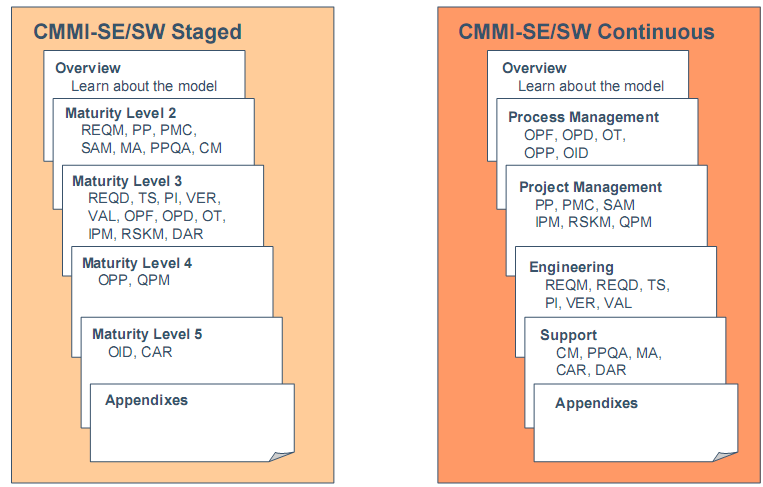 CMMI-SE/SW Staged
Overview
Learn about the model
Maturity Level 2
REQM, PP, PMC,
SAM, MA, PPQA, CM
Maturity Level 3
REQD, TS, PI, VER,
VAL, OPF, OPD, OT,
IPM, RSKM, DAR
Maturity Level 4
OPP, QPM
Maturity Level 5
OID, CAR
Appendixes
CMMI-SE/SW Continuous
Overview
Learn about the model
Process Management
OPF, OPD, OT,
OPP, OID
Project Management
PP, PMC, SAM
IPM, RSKM, QPM
Engineering
REQM, REQD, TS,
PI, VER, VAL
Support
CM, PPQA, MA,
CAR, DAR
Appendixes